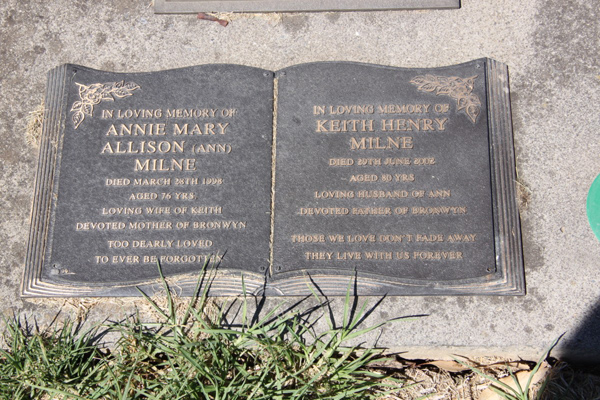 IN LOVING MEMORY OF
ANNIE MARY
ALLISON (ANN)
MILNE
DIED MARCH 26TH 1998
AGED 76 YRS
LOVING WIFE OF KEITH
DEVOTED MOTHER OF BRONWYN
TOO DEARLY LOVED
TO EVER BE FORGOTTEN
IN LOVING MEMORY OF
KEITH HENRY
MILNE
DIED 29TH JUNE 2002
AGED 80 YRS
LOVING HUSBAND OF ANN
DEVOTED FATHER OF BRONWYN
THOSE WE LOVE DON'T FADE AWAY
THEY LIVE WITH US FOREVER